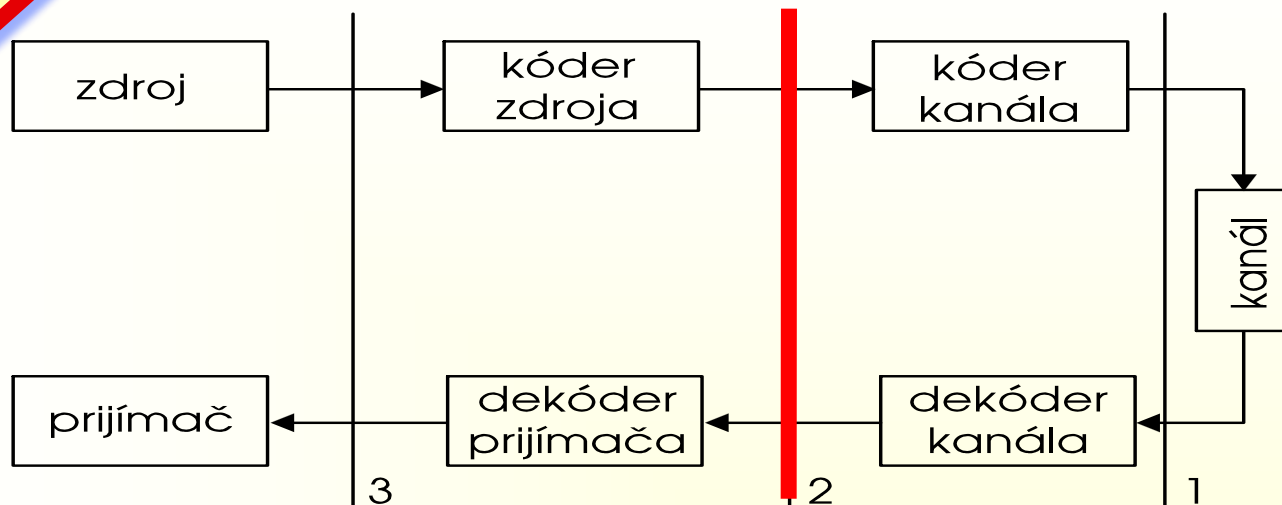 zdroj
kóder
zdroja
kóder
kanála
kanál
prijímač
dekóder
prijímača
dekóder
kanála
3
2
1